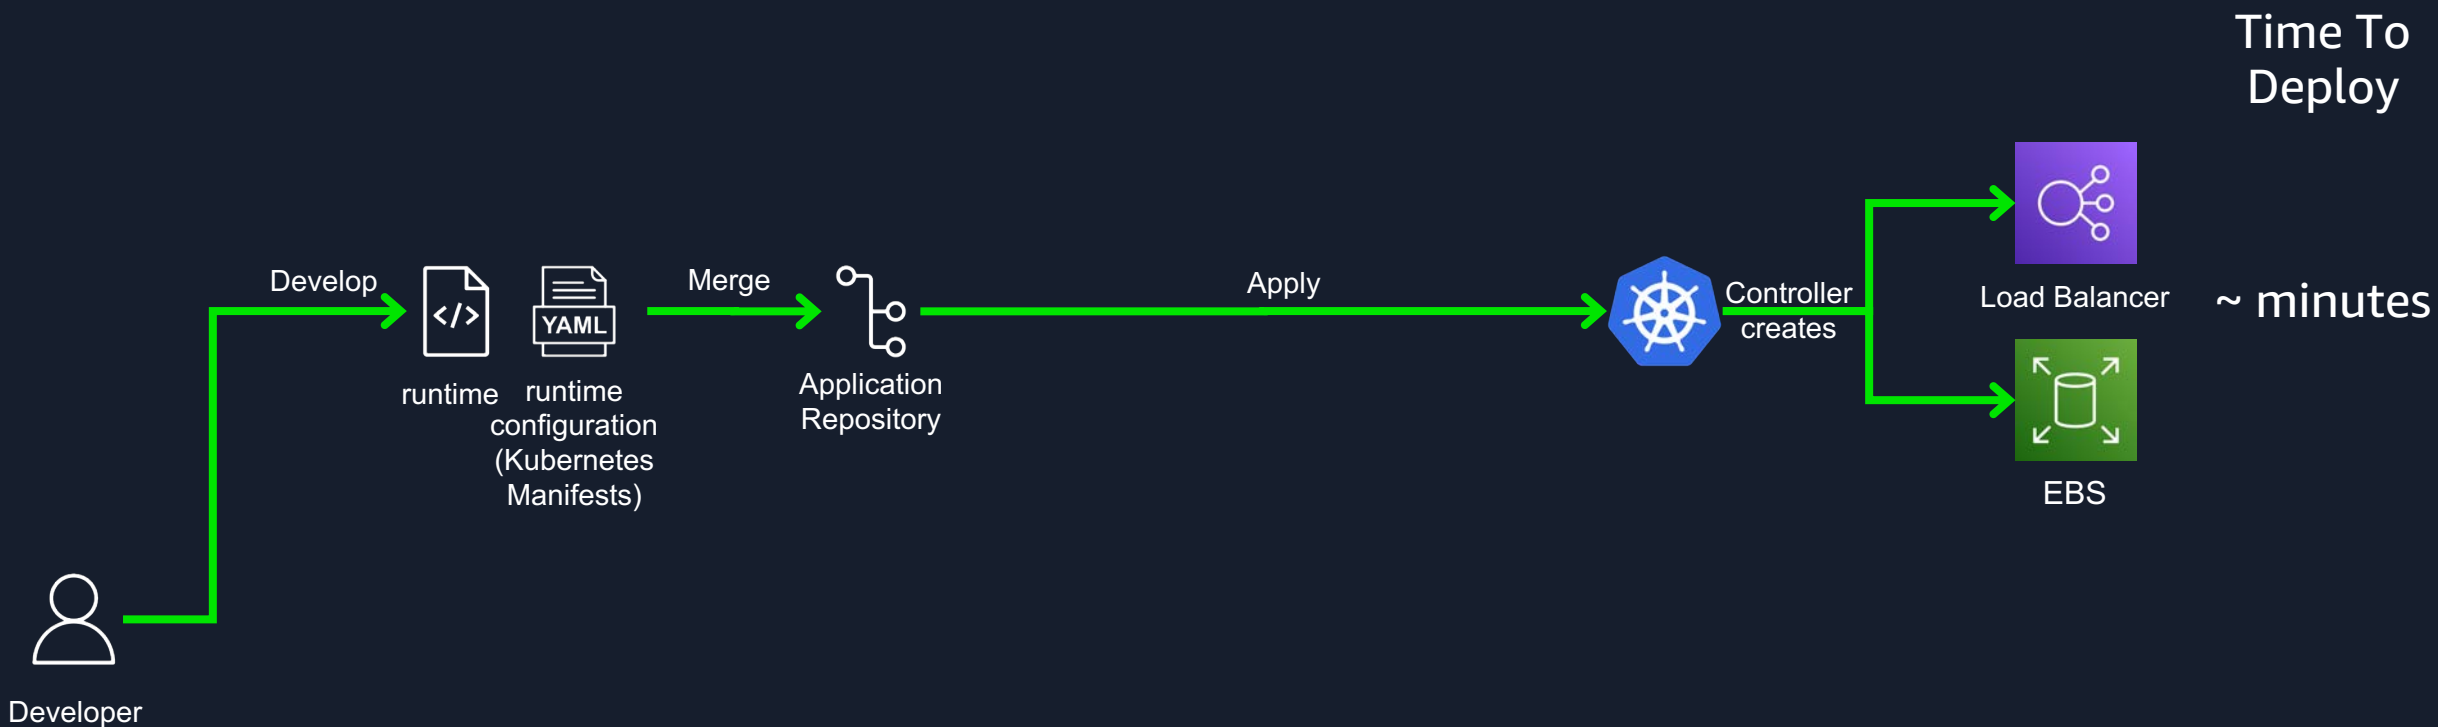 Time To
Deploy
Develop
</>
YAML
Merge
Apply
Controller
creates
Load Balancer
~ minutes
runtime
runtime
configuration
(Kubernetes
Manifests)
Application
Repository
EBS
Developer